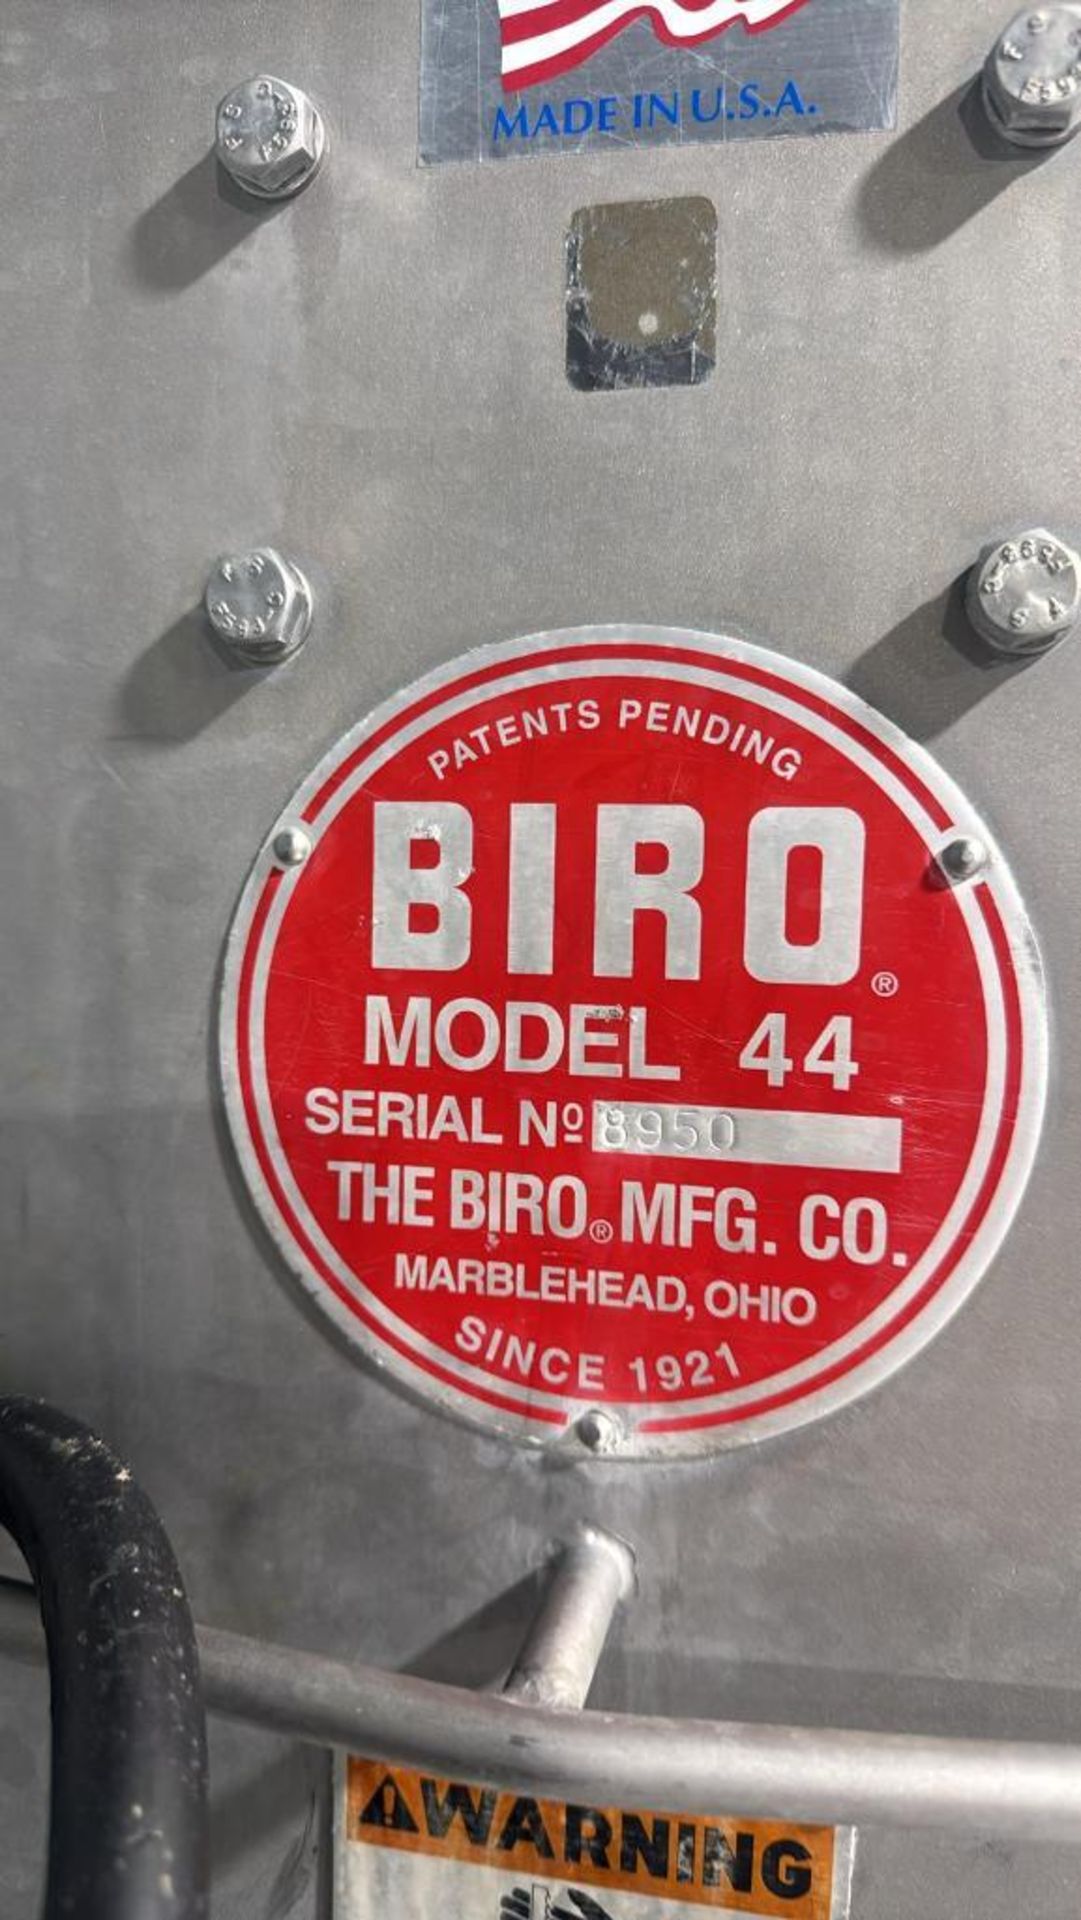 MADE IN U.S.A.
PATENTS PENDING
BIRO®
MODEL 44
SERIAL Nº 8950
THE BIRO® MFG. CO.
MARBLEHEAD, OHIO
SINCE 1921
WARNING